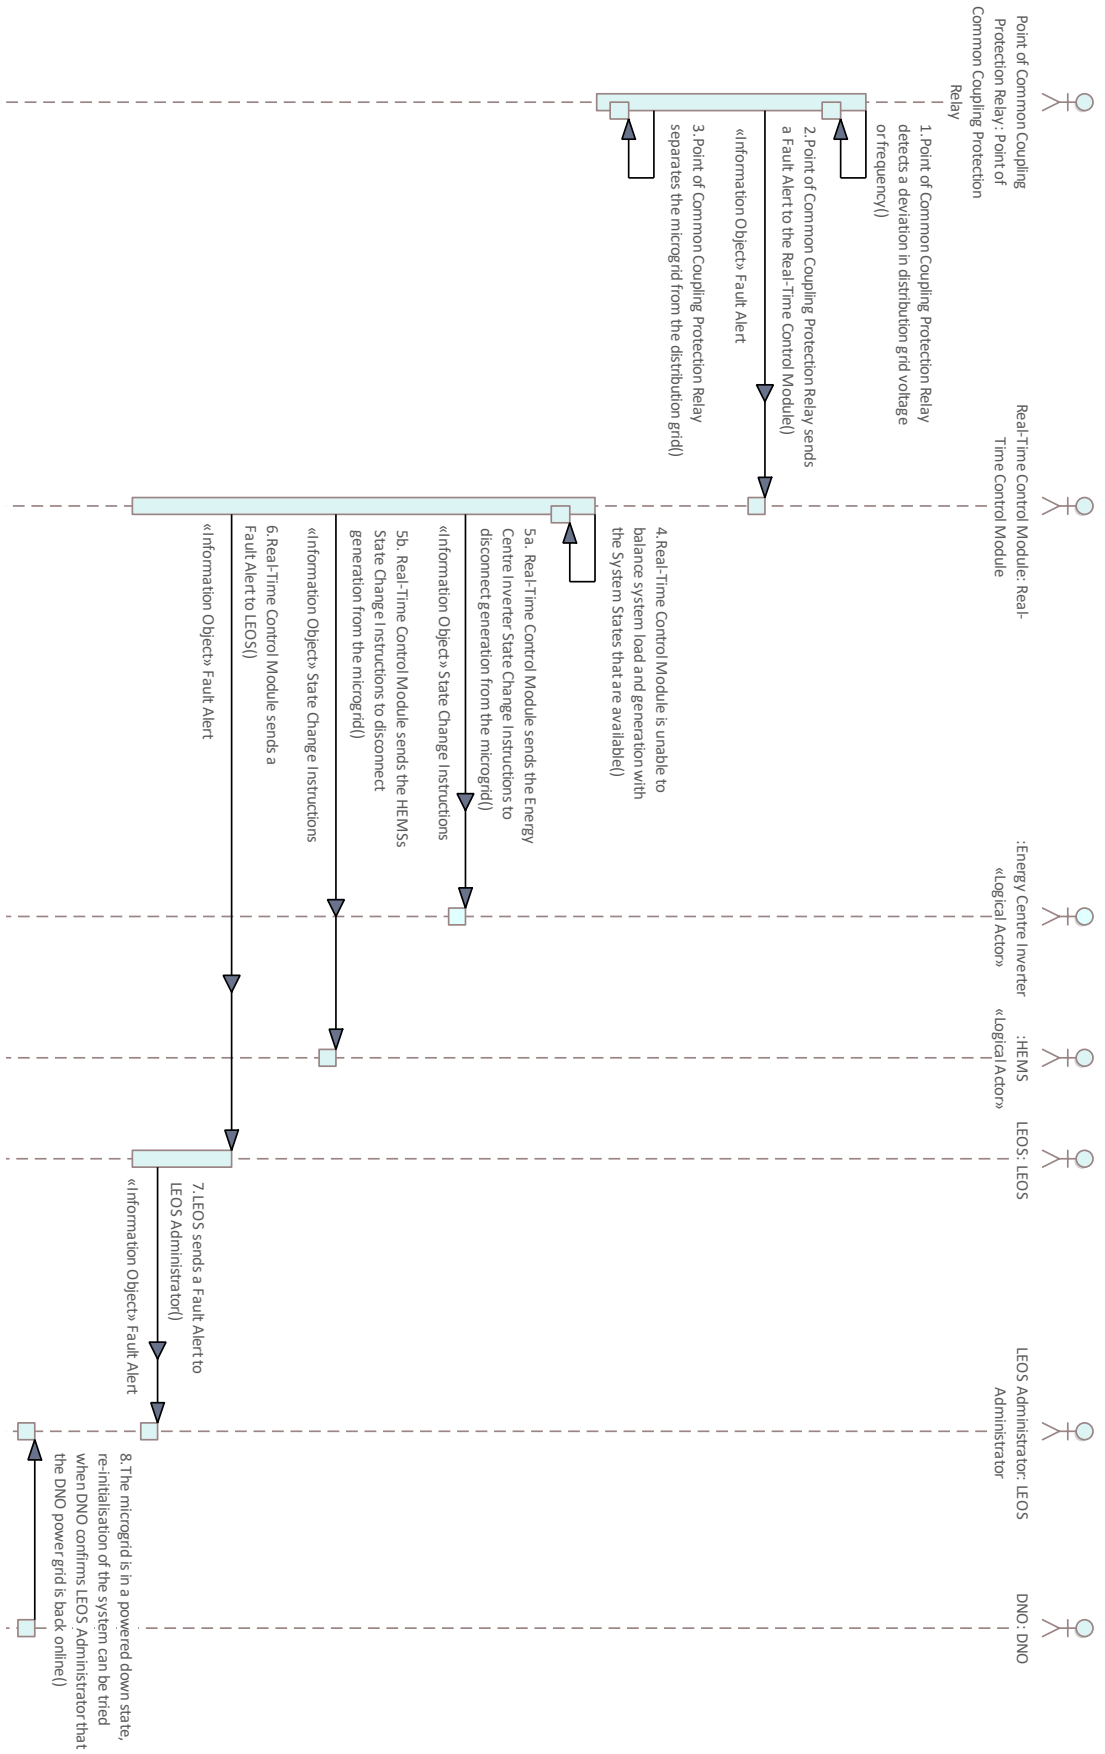 Point of Common Coupling
Protection Relay: Point of
Common Coupling Protection
Relay
Real-Time Control Module: Real-
Time Control Module
:Energy Centre Inverter
«Logical Actor»
:HEMS
«Logical Actor»
LEOS: LEOS
LEOS Administrator: LEOS
Administrator
DNO: DNO
1.Point of Common Coupling Protection Relay
detects a deviation in distribution grid voltage
or frequency()
2.Point of Common Coupling Protection Relay sends
a Fault Alert to the Real-Time Control Module()
«Information Object» Fault Alert
3.Point of Common Coupling Protection Relay
separates the microgrid from the distribution grid()
4.Real-Time Control Module is unable to
balance system load and generation with
the System States that are available()
5a. Real-Time Control Module sends the Energy
Centre Inverter State Change Instructions to
disconnect generation from the microgrid()
«Information Object» State Change Instructions
5b. Real-Time Control Module sends the HEMSs
State Change Instructions to disconnect
generation from the microgrid()
«Information Object» State Change Instructions
6.Real-Time Control Module sends a
Fault Alert to LEOS()
«Information Object» Fault Alert
7.LEOS sends a Fault Alert to
LEOS Administrator()
«Information Object» Fault Alert
8.The microgrid is in a powered down state,
re-initialisation of the system can be tried
when DNO confirms LEOS Administrator that
the DNO power grid is back online()